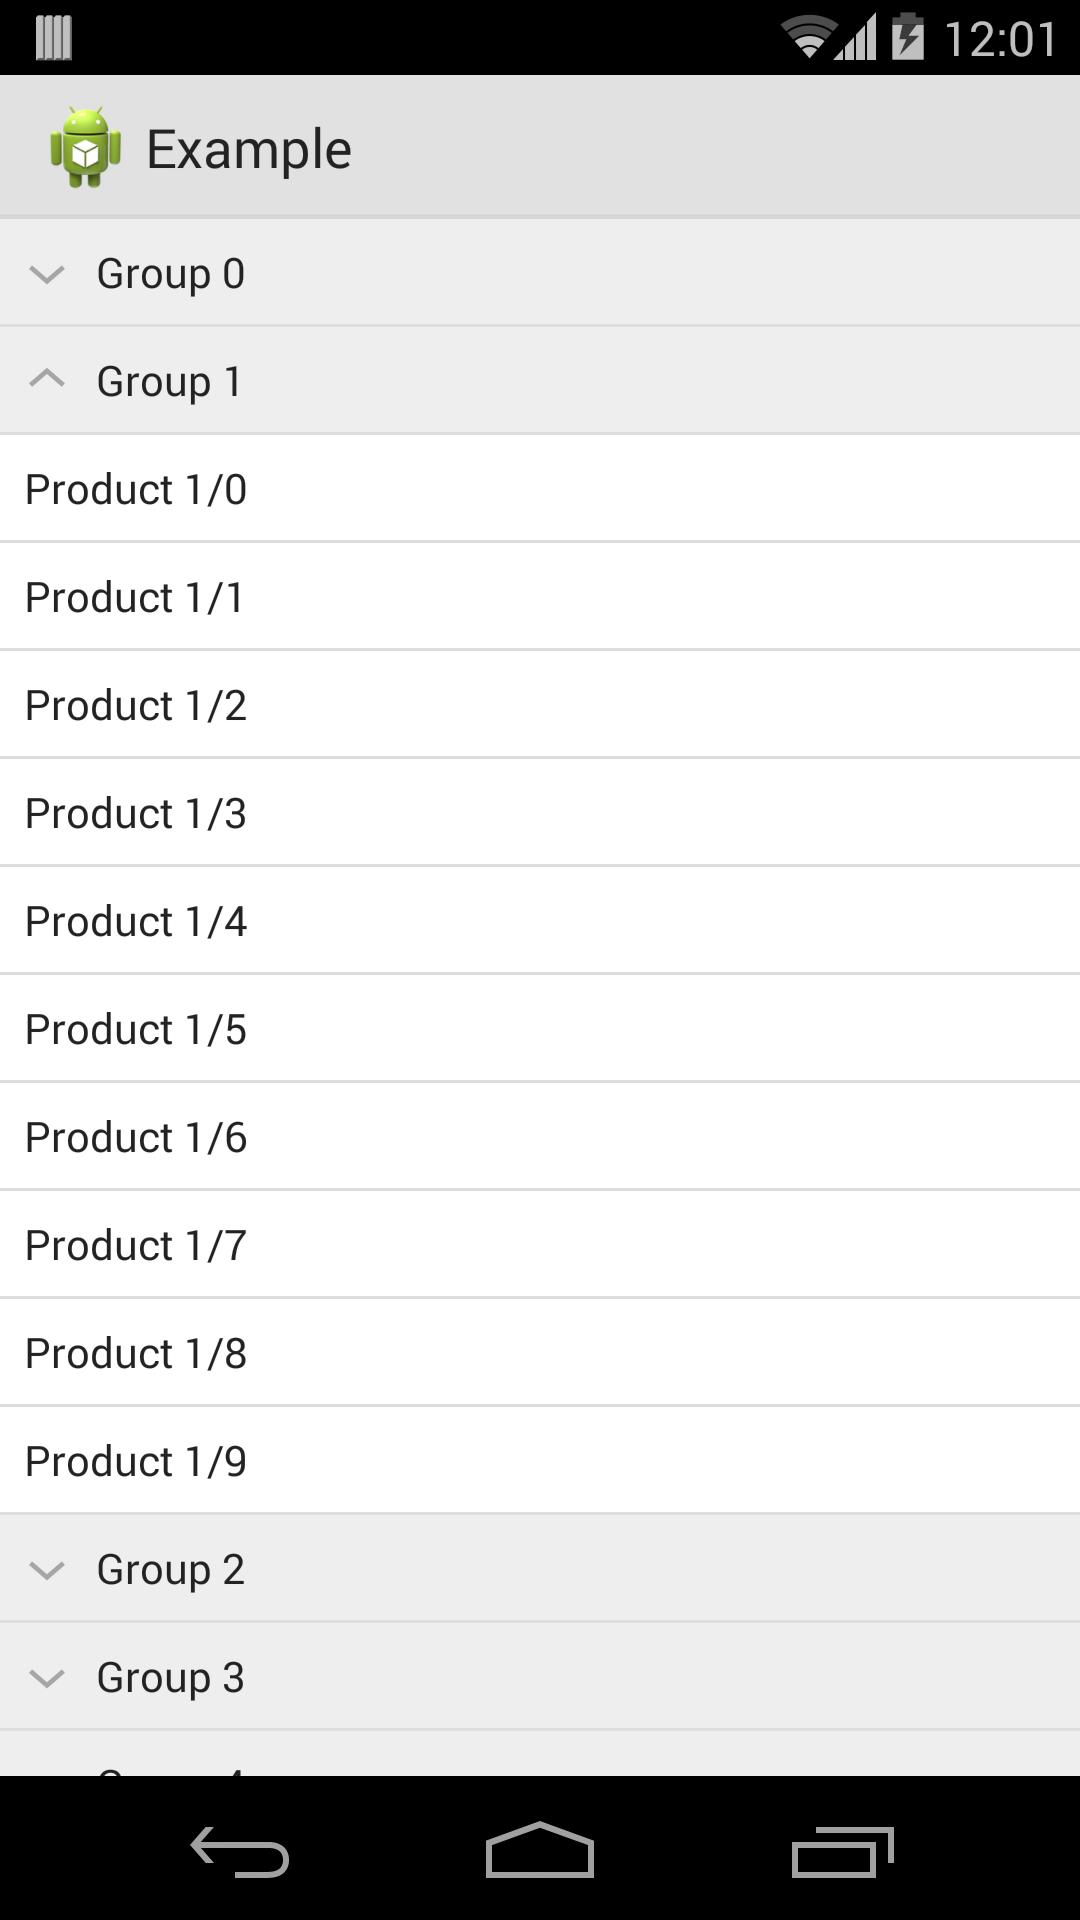 12:01
Example
Group 0
Group 1
Product 1/0
Product 1/1
Product 1/2
Product 1/3
Product 1/4
Product 1/5
Product 1/6
Product 1/7
Product 1/8
Product 1/9
Group 2
Group 3